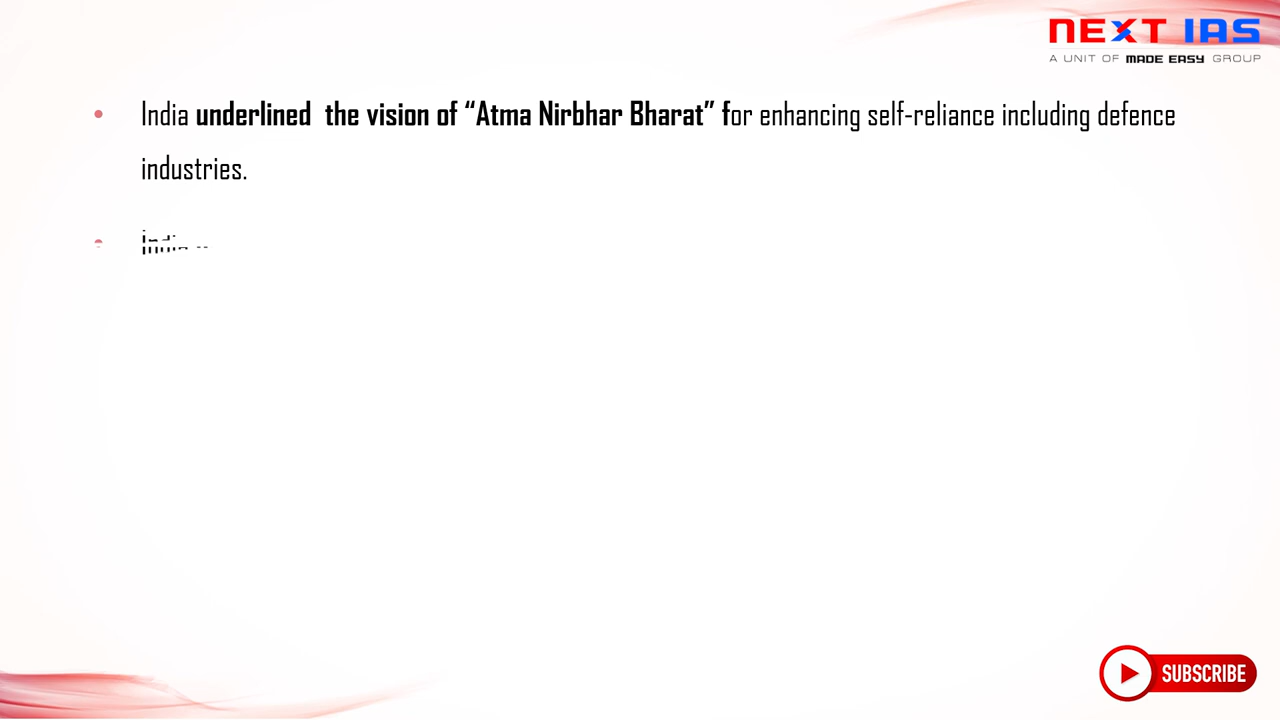 NEXT IAS
A UNIT OF MADE EASY GROUP
• India underlined the vision of “Atma Nirbhar Bharat” for enhancing self-reliance including defence
industries.
• India
SUBSCRIBE